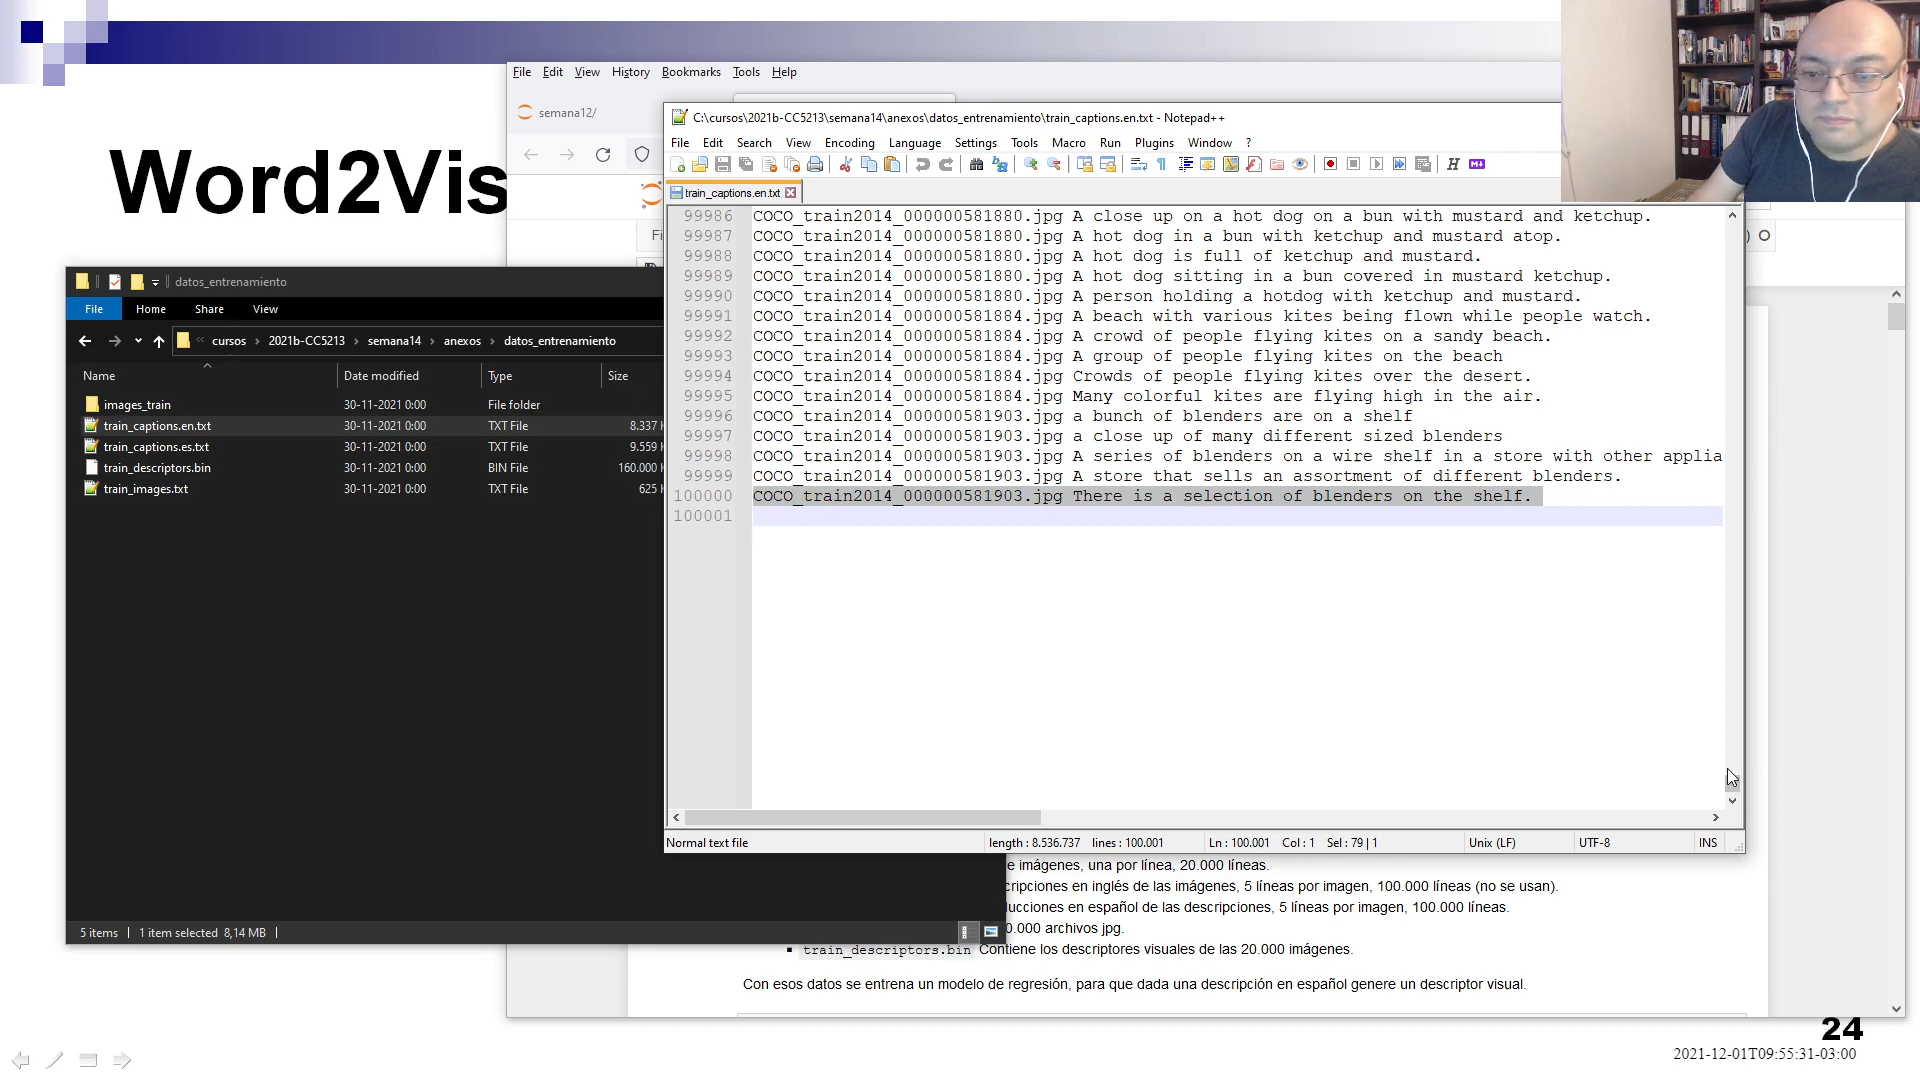 File Edit View History Bookmarks Tools Help
semana12/
C:\cursos\2021b-CC5213\semana14\anexos\datos_entrenamiento\train_captions.en.txt - Notepad++
File Edit Search View Encoding Language Settings Tools Macro Run Plugins Window ?
train_captions.en.txt
Word2Vis
99986 COCO_train2014_000000581880.jpg A close up on a hot dog on a bun with mustard and ketchup.
99987 COCO_train2014_000000581880.jpg A hot dog in a bun with ketchup and mustard atop.
99988 COCO_train2014_000000581880.jpg A hot dog is full of ketchup and mustard.
99989 COCO_train2014_000000581880.jpg A hot dog sitting in a bun covered in mustard ketchup.
99990 COCO_train2014_000000581880.jpg A person holding a hotdog with ketchup and mustard.
99991 COCO_train2014_000000581884.jpg A beach with various kites being flown while people watch.
99992 COCO_train2014_000000581884.jpg A crowd of people flying kites on a sandy beach.
99993 COCO_train2014_000000581884.jpg A group of people flying kites on the beach
99994 COCO_train2014_000000581884.jpg Crowds of people flying kites over the desert.
99995 COCO_train2014_000000581884.jpg Many colorful kites are flying high in the air.
99996 COCO_train2014_000000581903.jpg a bunch of blenders are on a shelf
99997 COCO_train2014_000000581903.jpg a close up of many different sized blenders
99998 COCO_train2014_000000581903.jpg A series of blenders on a wire shelf in a store with other applia
99999 COCO_train2014_000000581903.jpg A store that sells an assortment of different blenders.
100000 COCO_train2014_000000581903.jpg There is a selection of blenders on the shelf.
100001
Normal text file length : 8.536.737 lines : 100.001 Ln : 100.001 Col : 1 Sel : 79 | 1 Unix (LF) UTF-8 INS
datos_entrenamiento
File Home Share View
cursos > 2021b-CC5213 > semana14 > anexos > datos_entrenamiento
Name Date modified Type Size
images_train 30-11-2021 0:00 File folder
train_captions.en.txt 30-11-2021 0:00 TXT File 8.337
train_captions.es.txt 30-11-2021 0:00 TXT File 9.559
train_descriptors.bin 30-11-2021 0:00 BIN File 160.000
train_images.txt 30-11-2021 0:00 TXT File 625
5 items 1 item selected 8,14 MB
e imágenes, una por línea, 20.000 líneas.
cripciones en inglés de las imágenes, 5 líneas por imagen, 100.000 líneas (no se usan).
ucciones en español de las descripciones, 5 líneas por imagen, 100.000 líneas.
0.000 archivos jpg.
train_descriptors.bin Contiene los descriptores visuales de las 20.000 imágenes.
Con esos datos se entrena un modelo de regresión, para que dada una descripción en español genere un descriptor visual.
24
2021-12-01T09:55:31-03:00